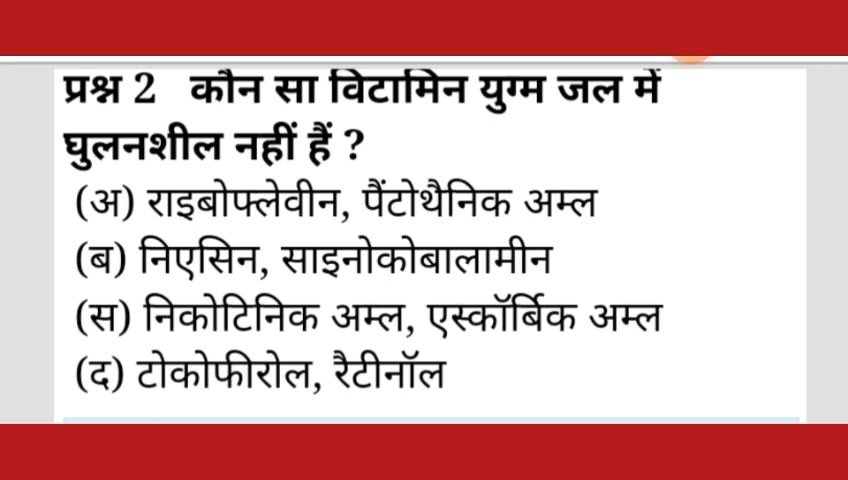 प्रश्न 2 कौन सा विटामिन युग्म जल में
घुलनशील नहीं हैं ?
(अ) राइबोफ्लेवीन, पैंटोथैनिक अम्ल
(ब) निएसिन, साइनोकोबालामीन
(स) निकोटिनिक अम्ल, एस्कॉर्बिक अम्ल
(द) टोकोफीरोल, रैटीनॉल